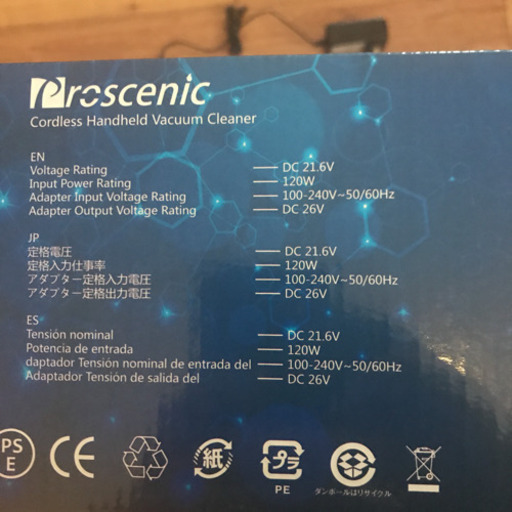 Proscenic
Cordless Handheld Vacuum Cleaner
EN
Voltage Rating — DC 21.6V
Input Power Rating — 120W
Adapter Input Voltage Rating — 100-240V~50/60Hz
Adapter Output Voltage Rating — DC 26V
JP
定格電圧 — DC 21.6V
定格入力仕事率 — 120W
アダプター定格入力電圧 — 100-240V~50/60Hz
アダプター定格出力電圧 — DC 26V
ES
Tensión nominal — DC 21.6V
Potencia de entrada — 120W
daptador Tensión nominal de entrada del — 100-240V~50/60Hz
Adaptador Tensión de salida del — DC 26V
PS
E
CE
紙
プラ
PE
ダンボールはリサイクル